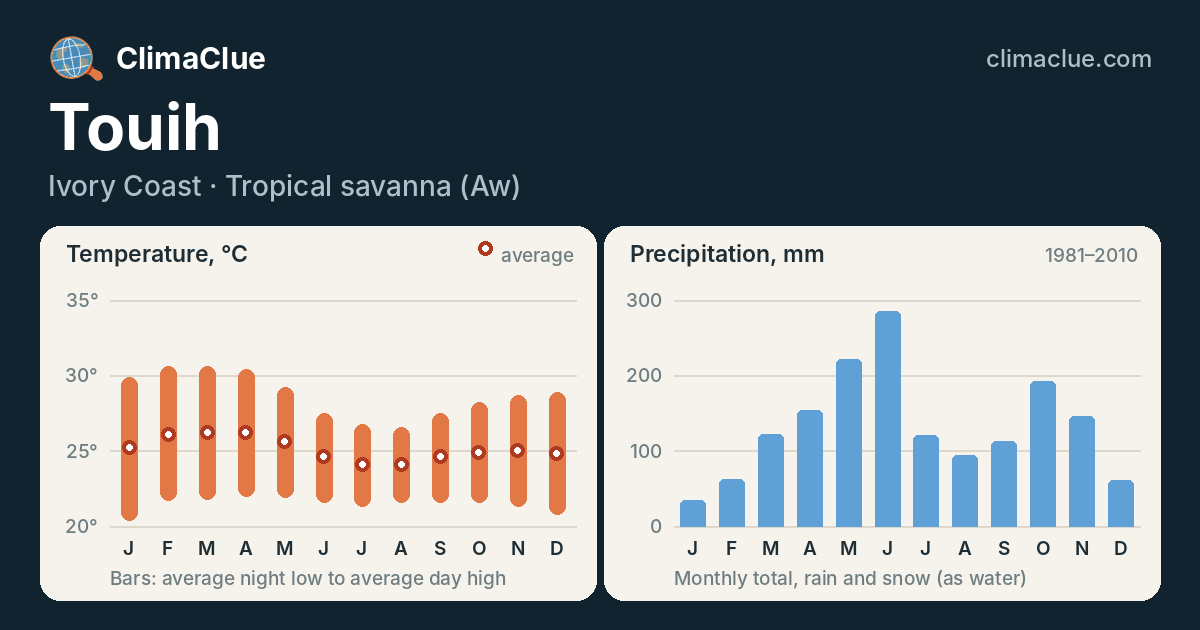 ClimaClue
climaclue.com
Touih
Ivory Coast · Tropical savanna (Aw)
Temperature, °C
average
35°
30°
25°
20°
J F M A M J J A S O N D
Bars: average night low to average day high
Precipitation, mm
1981–2010
300
200
100
0
J F M A M J J A S O N D
Monthly total, rain and snow (as water)